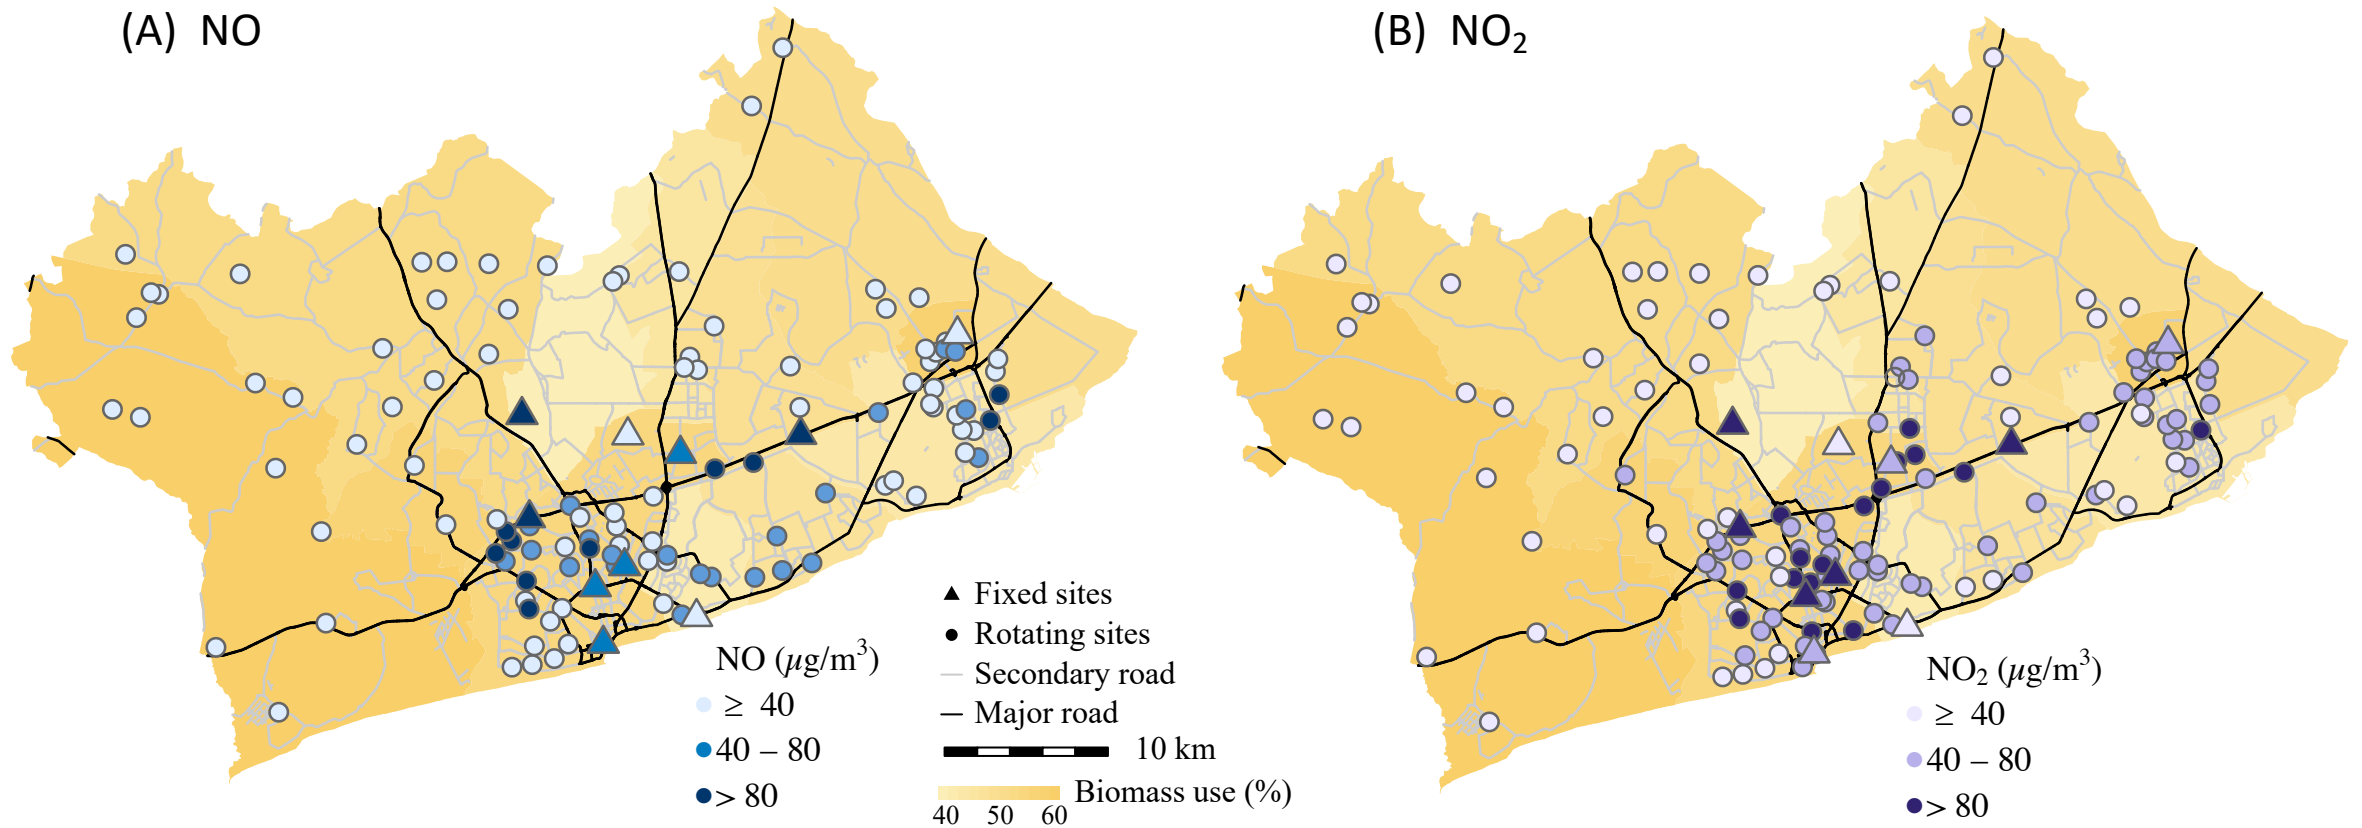 (A) NO
(B) NO₂
Fixed sites
Rotating sites
Secondary road
Major road
10 km
Biomass use (%)
40 50 60
NO (µg/m³)
≥ 40
40 – 80
> 80
NO₂ (µg/m³)
≥ 40
40 – 80
> 80